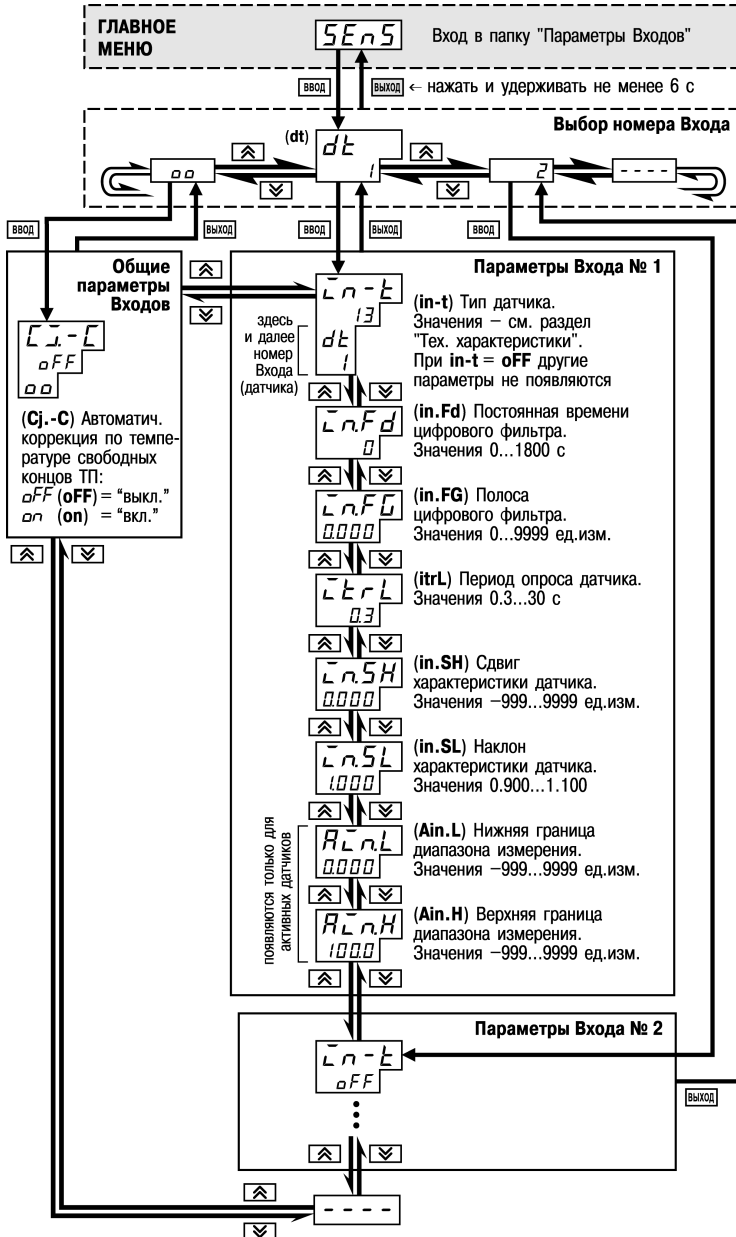 ГЛАВНОЕ
МЕНЮ
SEnS
Вход в папку "Параметры Входов"
ВВОД
ВЫХОД
← нажать и удерживать не менее 6 с
Выбор номера Входа
(dt)
dt
1
oo
2
- - - -
ВВОД
ВЫХОД
ВВОД
ВЫХОД
ВВОД
Общие
параметры
Входов
Cj.-C
oFF
oo
(Cj.-C) Автоматич.
коррекция по темпе-
ратуре свободных
концов ТП:
oFF (oFF) = “выкл.”
on (on) = “вкл.”
Параметры Входа № 1
in-t
13
dt
1
здесь
и далее
номер
Входа
(датчика)
(in-t) Тип датчика.
Значения – см. раздел
"Тех. характеристики".
При in-t = oFF другие
параметры не появляются
in.Fd
0
(in.Fd) Постоянная времени
цифрового фильтра.
Значения 0...1800 с
in.FG
0.000
(in.FG) Полоса
цифрового фильтра.
Значения 0...9999 ед.изм.
itrL
0.3
(itrL) Период опроса датчика.
Значения 0.3...30 с
in.SH
0.000
(in.SH) Сдвиг
характеристики датчика.
Значения –999...9999 ед.изм.
in.SL
1.000
(in.SL) Наклон
характеристики датчика.
Значения 0.900...1.100
появляются только для
активных датчиков
Ain.L
0.000
(Ain.L) Нижняя граница
диапазона измерения.
Значения –999...9999 ед.изм.
Ain.H
100.0
(Ain.H) Верхняя граница
диапазона измерения.
Значения –999...9999 ед.изм.
Параметры Входа № 2
in-t
oFF
ВЫХОД
- - - -